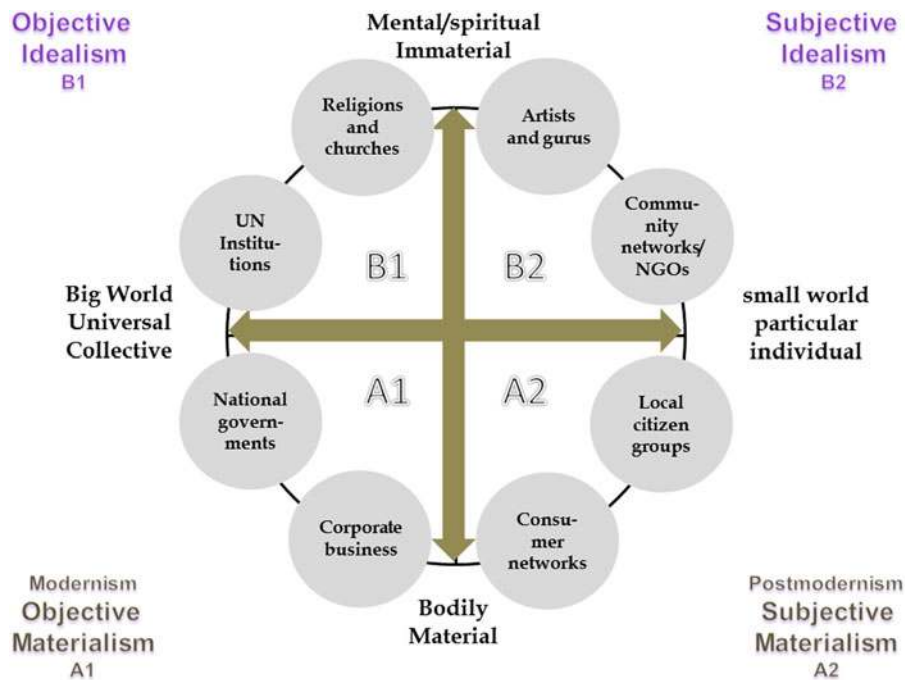 Objective
Idealism
B1
Mental/spiritual
Immaterial
Subjective
Idealism
B2
Religions
and
churches
Artists
and gurus
UN
Institu-
tions
Commu-
nity
networks/
NGOs
B1
B2
Big World
Universal
Collective
small world
particular
individual
A1
A2
National
govern-
ments
Local
citizen
groups
Corporate
business
Consu-
mer
networks
Modernism
Objective
Materialism
A1
Bodily
Material
Postmodernism
Subjective
Materialism
A2